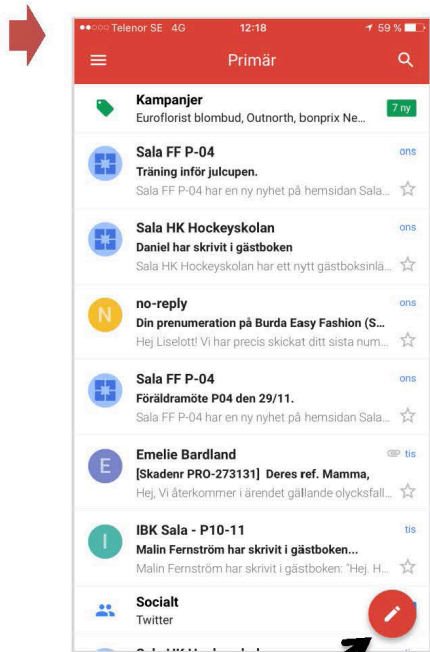 Telenor SE 4G 12:18 59 %
Primär
Kampanjer
Euroflorist blombud, Outnorth, bonprix Ne...
7 ny
Sala FF P-04 ons
Träning inför julcupen.
Sala FF P-04 har en ny nyhet på hemsidan Sala...
Sala HK Hockeyskolan ons
Daniel har skrivit i gästboken
Sala HK Hockeyskolan har ett nytt gästboksinlä...
N
no-reply ons
Din prenumeration på Burda Easy Fashion (S...
Hej Liselott! Vi har precis skickat ditt sista num...
Sala FF P-04 ons
Föräldramöte P04 den 29/11.
Sala FF P-04 har en ny nyhet på hemsidan Sala...
E
Emelie Bardland tis
[Skadenr PRO-273131] Deres ref. Mamma,
Hej, Vi återkommer i ärendet gällande olycksfall...
I
IBK Sala - P10-11 tis
Malin Fernström har skrivit i gästboken...
Malin Fernström har skrivit i gästboken: "Hej. H...
Socialt
Twitter